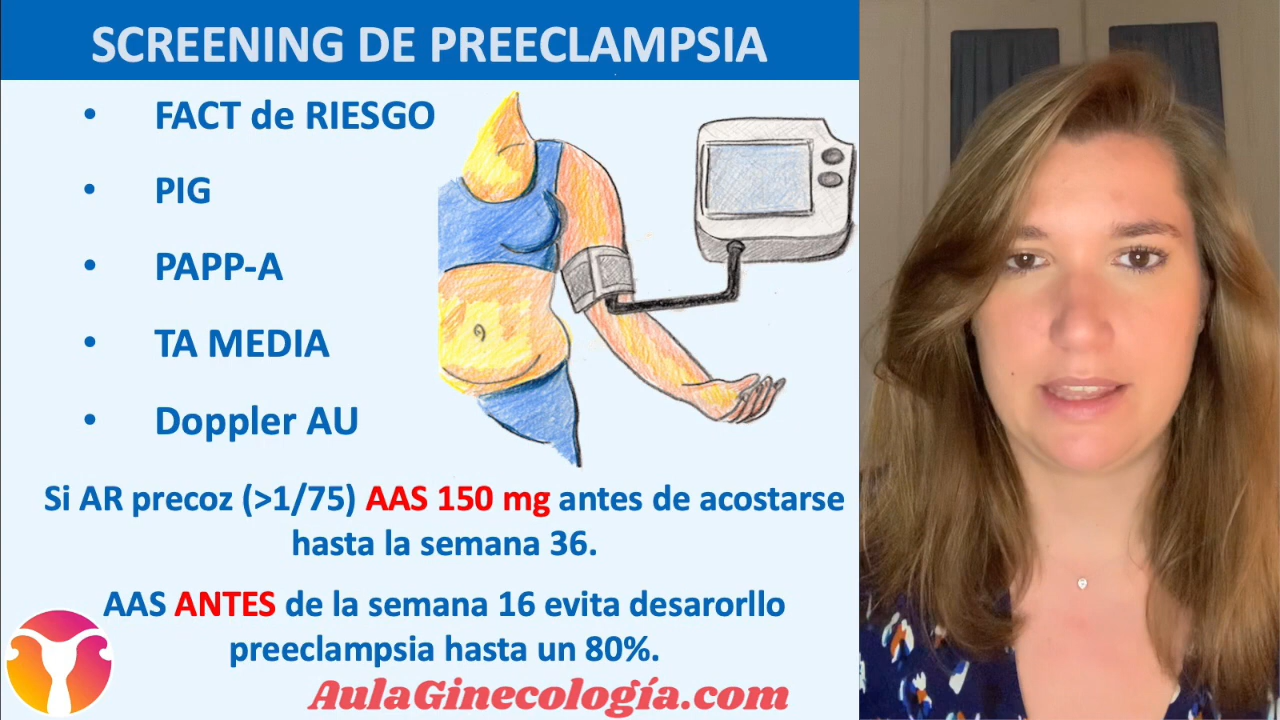 SCREENING DE PREECLAMPSIA
• FACT de RIESGO
• PIG
• PAPP-A
• TA MEDIA
• Doppler AU
Si AR precoz (>1/75) AAS 150 mg antes de acostarse
hasta la semana 36.
AAS ANTES de la semana 16 evita desarorllo
preeclampsia hasta un 80%.
AulaGinecología.com